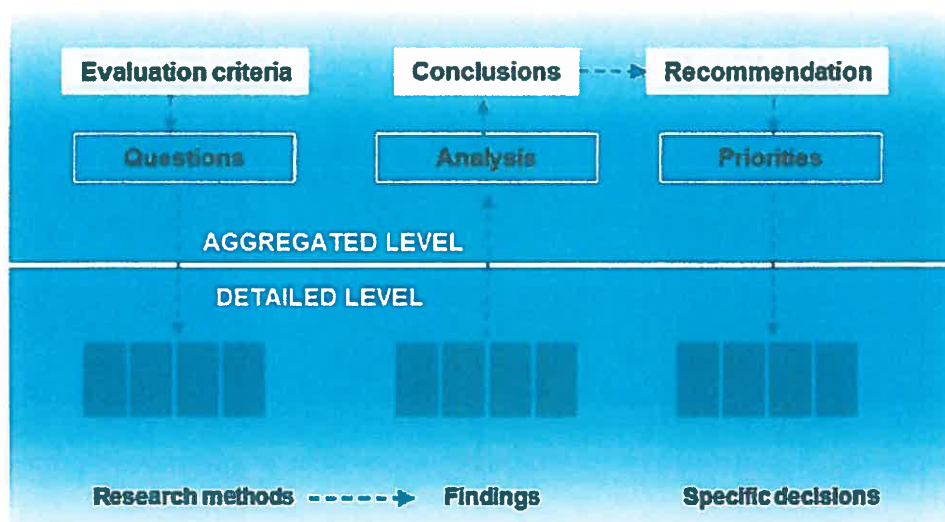 Evaluation criteria
Conclusions
Recommendation
Questions
Analysis
Priorities
AGGREGATED LEVEL
DETAILED LEVEL
Research methods
Findings
Specific decisions